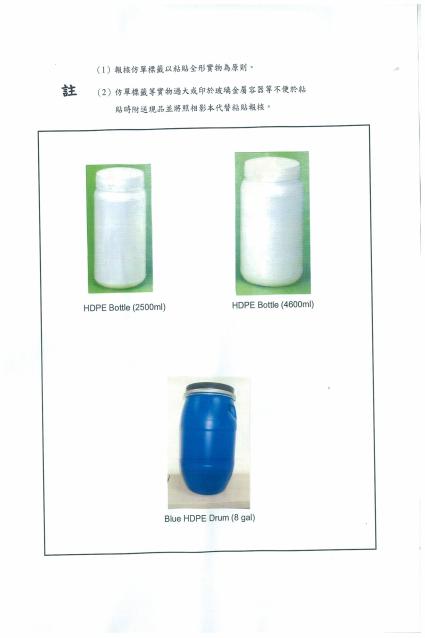 (1) 報核仿單標籤以粘貼全形實物為原則。
註 (2) 仿單標籤等實物過大或印於玻璃金屬容器等不便於粘
貼時附送現品並將照相影本代替粘貼報核。
HDPE Bottle (2500ml)
HDPE Bottle (4600ml)
Blue HDPE Drum (8 gal)